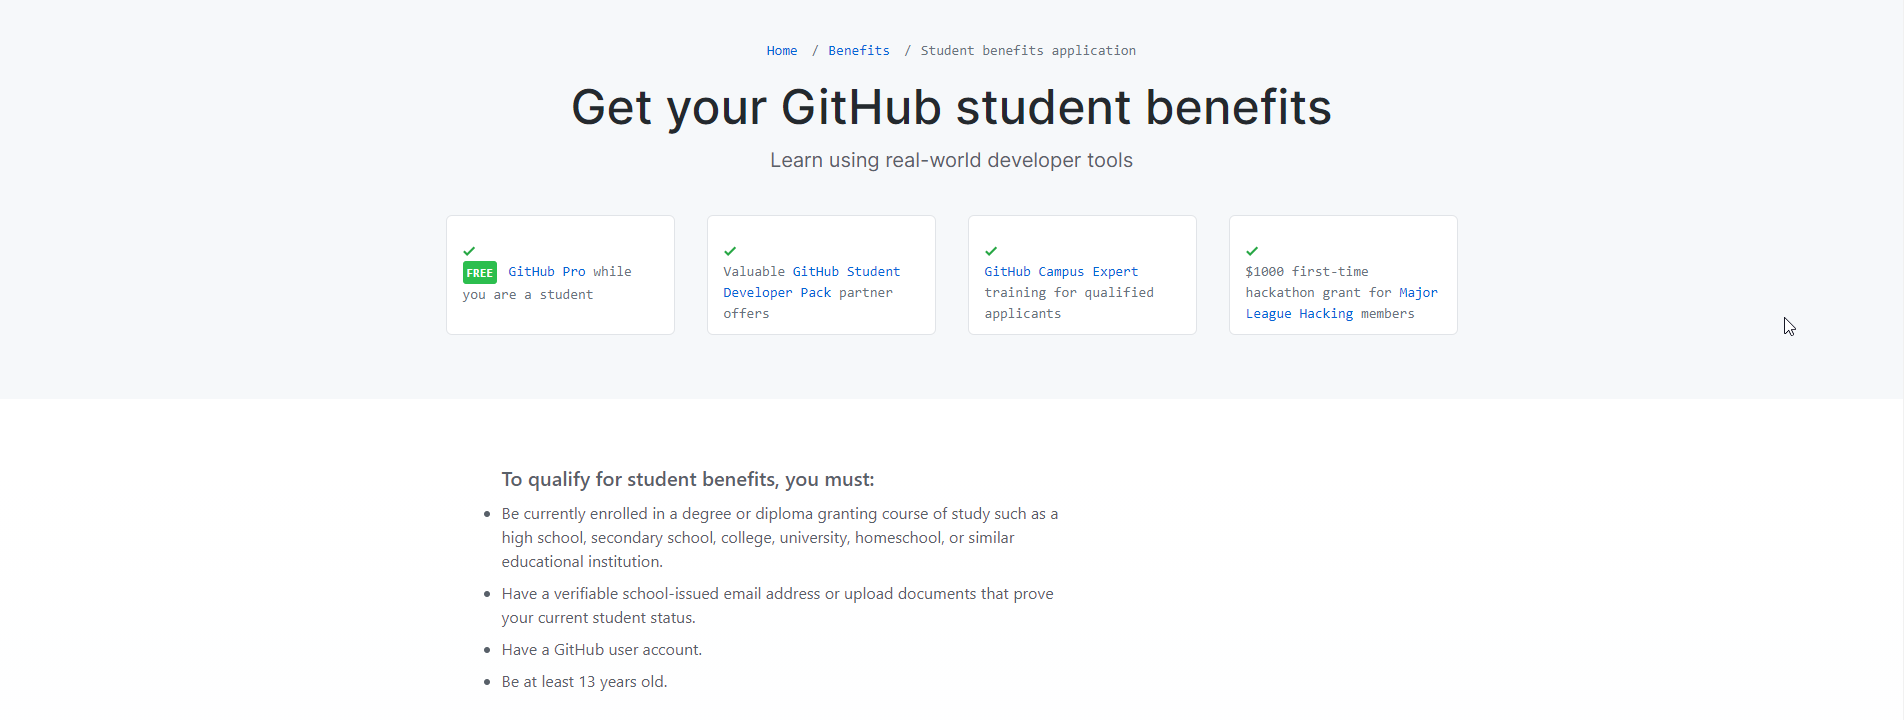 Home / Benefits / Student benefits application
Get your GitHub student benefits
Learn using real-world developer tools
FREE GitHub Pro while
you are a student
Valuable GitHub Student
Developer Pack partner
offers
GitHub Campus Expert
training for qualified
applicants
$1000 first-time
hackathon grant for Major
League Hacking members
To qualify for student benefits, you must:
Be currently enrolled in a degree or diploma granting course of study such as a
high school, secondary school, college, university, homeschool, or similar
educational institution.
Have a verifiable school-issued email address or upload documents that prove
your current student status.
Have a GitHub user account.
Be at least 13 years old.